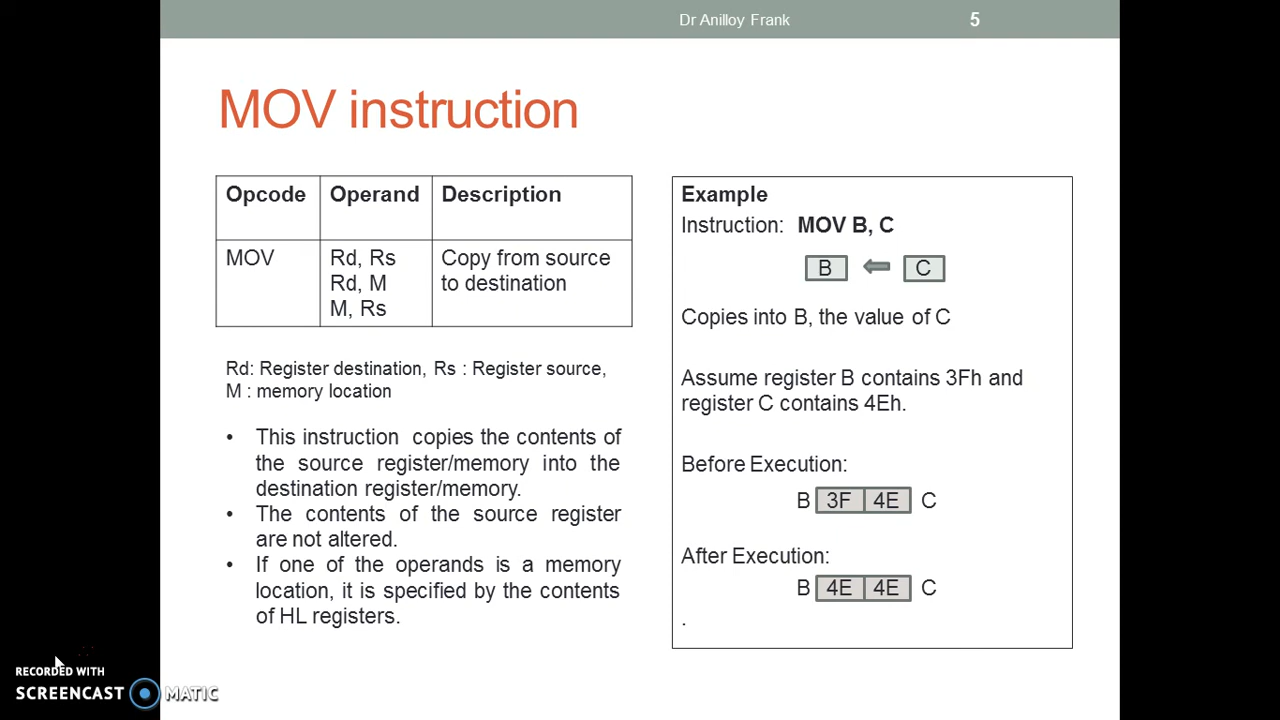 Dr Anilloy Frank
5
MOV instruction
Opcode Operand Description
MOV Rd, Rs Copy from source
Rd, M to destination
M, Rs
Rd: Register destination, Rs : Register source,
M : memory location
• This instruction copies the contents of
the source register/memory into the
destination register/memory.
• The contents of the source register
are not altered.
• If one of the operands is a memory
location, it is specified by the contents
of HL registers.
Example
Instruction: MOV B, C
B C
Copies into B, the value of C
Assume register B contains 3Fh and
register C contains 4Eh.
Before Execution:
B 3F 4E C
After Execution:
B 4E 4E C
.
RECORDED WITH
SCREENCAST MATIC